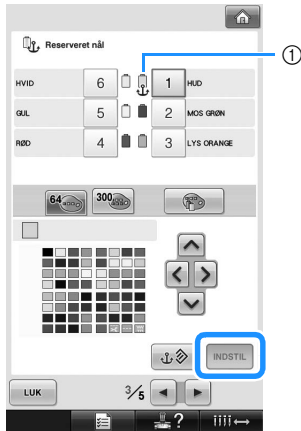 Reserveret nål
①
HVID 6 1 HUD
GUL 5 2 MOS GRØN
RØD 4 3 LYS ORANGE
64 300
INDSTIL
LUK 3/5
?